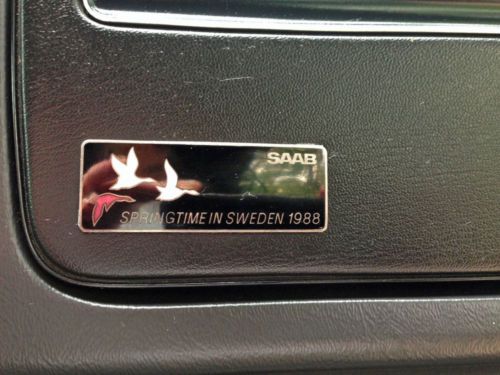 SAAB
SPRINGTIME IN SWEDEN 1988